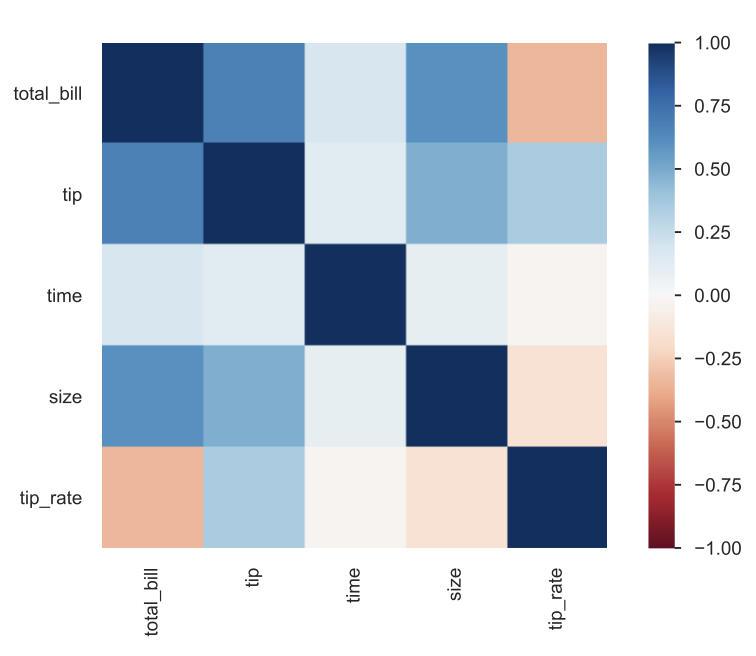 total_bill
tip
time
size
tip_rate
total_bill
tip
time
size
tip_rate
1.00
0.75
0.50
0.25
0.00
−0.25
−0.50
−0.75
−1.00